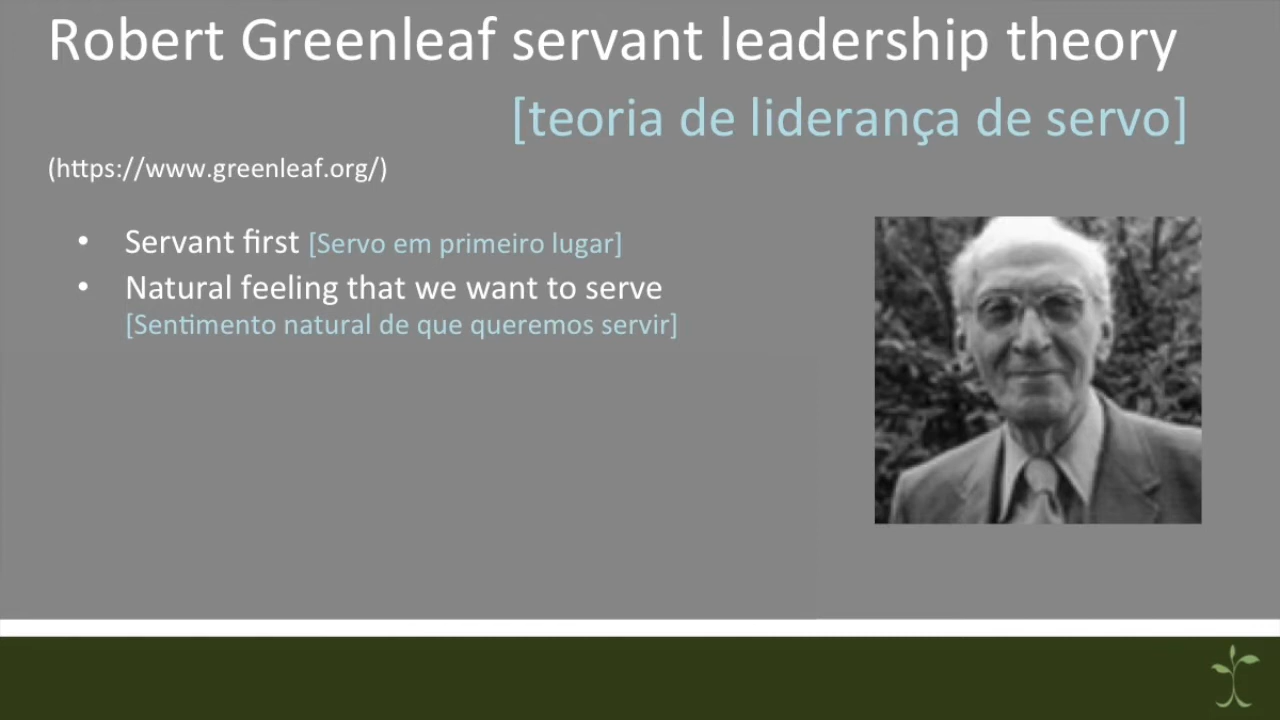 Robert Greenleaf servant leadership theory
[teoria de liderança de servo]
(https://www.greenleaf.org/)
• Servant first [Servo em primeiro lugar]
• Natural feeling that we want to serve
[Sentimento natural de que queremos servir]